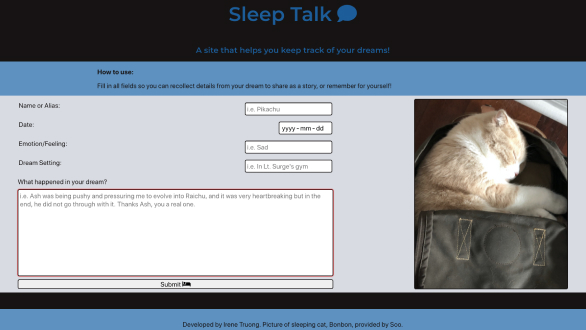 Sleep Talk
A site that helps you keep track of your dreams!
How to use:
Fill in all fields so you can recollect details from your dream to share as a story, or remember for yourself!
Name or Alias:
i.e. Pikachu
Date:
yyyy-mm-dd
Emotion/Feeling:
i.e. Sad
Dream Setting:
i.e. In Lt. Surge's gym
What happened in your dream?
i.e. Ash was being pushy and pressuring me to evolve into Raichu, and it was very heartbreaking but in the
end, he did not go through with it. Thanks Ash, you a real one.
Submit
Developed by Irene Truong. Picture of sleeping cat, Bonbon, provided by Soo.